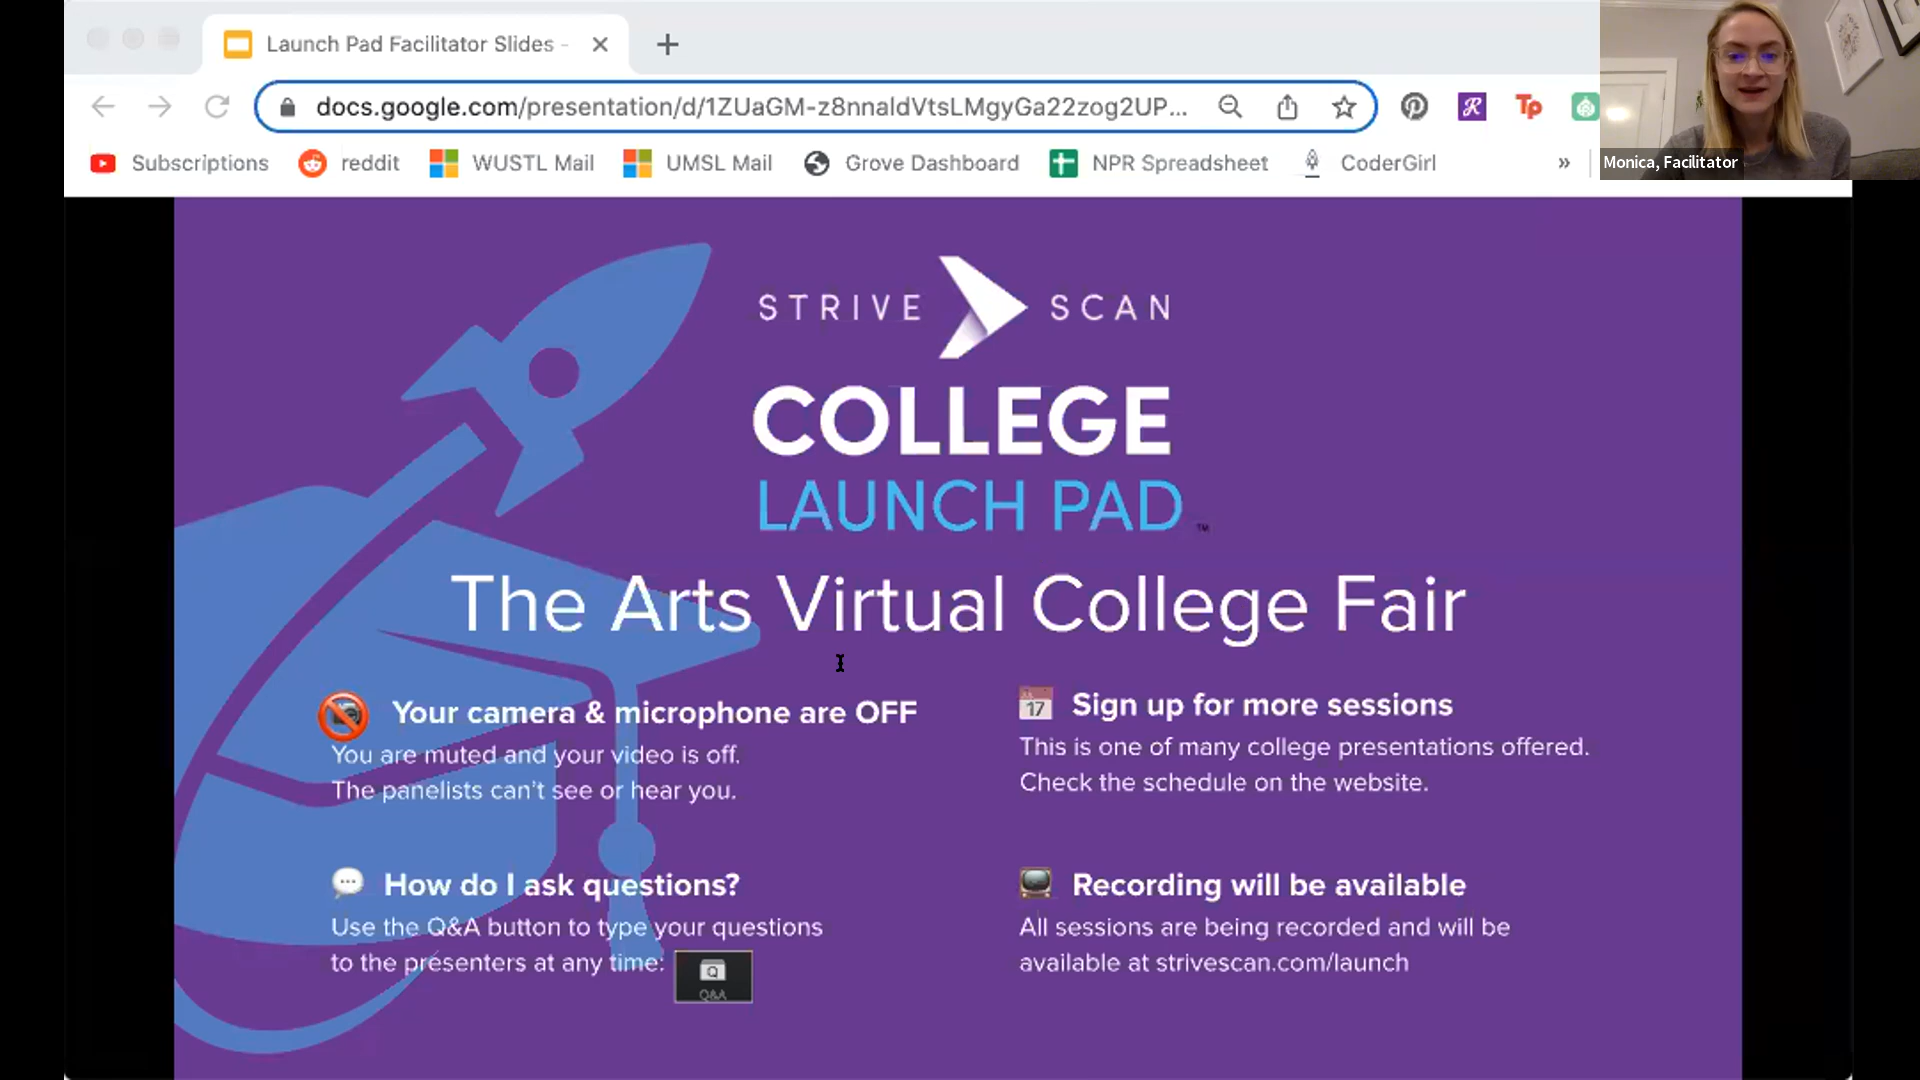 Launch Pad Facilitator Slides -
docs.google.com/presentation/d/1ZUaGM-z8nnaldVtsLMgyGa22zog2UP...
Subscriptions reddit WUSTL Mail UMSL Mail Grove Dashboard NPR Spreadsheet CoderGirl »
Monica, Facilitator
STRIVE SCAN
COLLEGE
LAUNCH PAD ™
The Arts Virtual College Fair
Your camera & microphone are OFF
You are muted and your video is off.
The panelists can't see or hear you.
17 Sign up for more sessions
This is one of many college presentations offered.
Check the schedule on the website.
How do I ask questions?
Use the Q&A button to type your questions
to the presenters at any time:
Q
Q&A
Recording will be available
All sessions are being recorded and will be
available at strivescan.com/launch